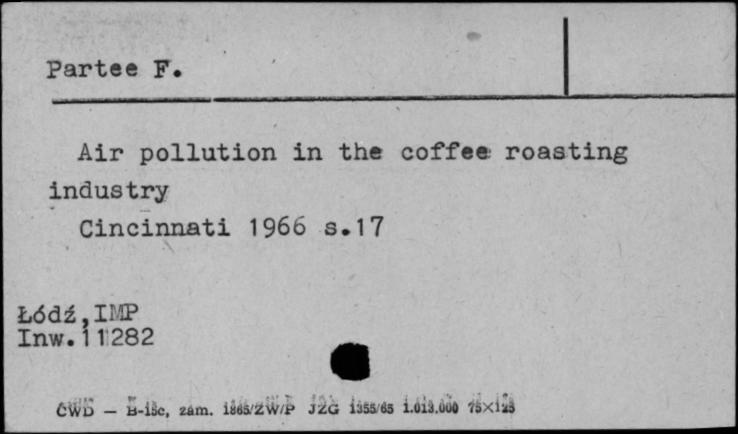 Partee F.
Air pollution in the coffee roasting
industry
Cincinnati 1966 s.17
Łódź,IMP
Inw.11282
CWD — B-15c, zam. 1865/ZW/P JZG 1355/65 1.013.000 75×125